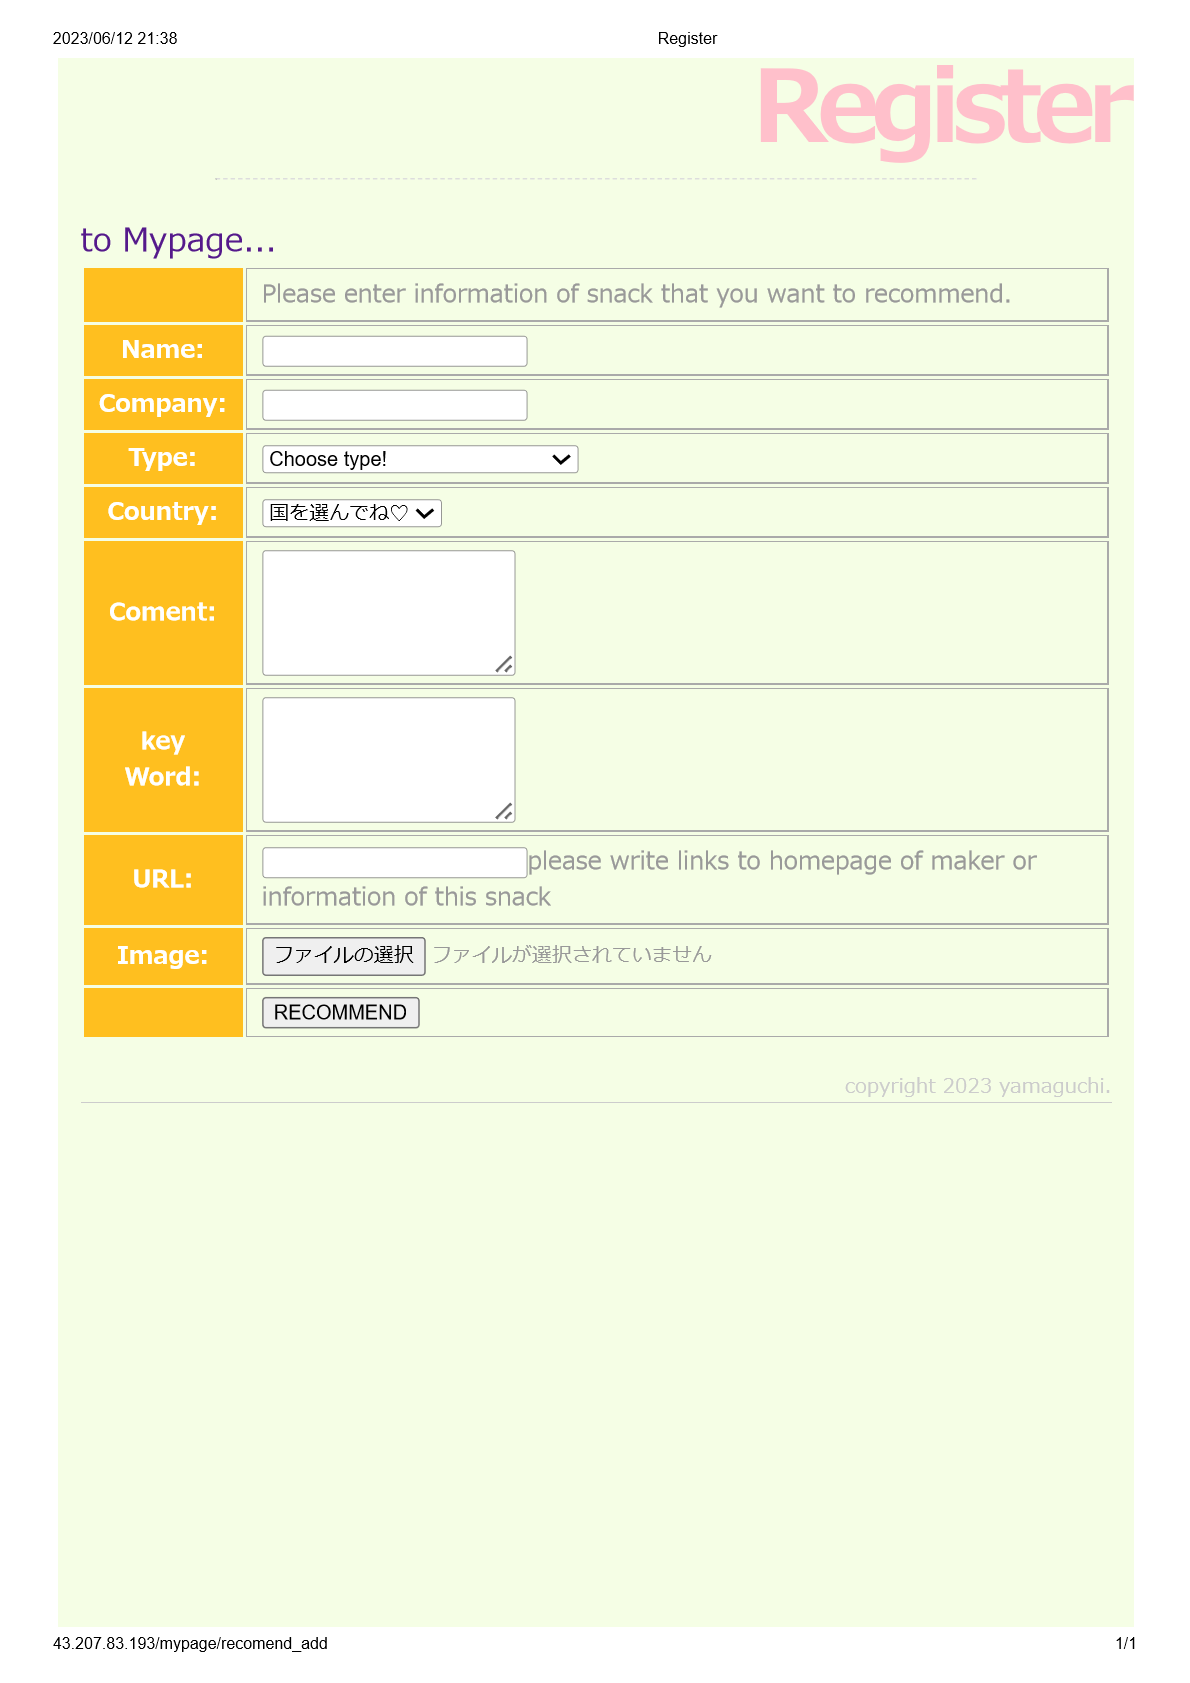 2023/06/12 21:38 Register
Register
to Mypage...
Please enter information of snack that you want to recommend.
Name:
Company:
Type: Choose type!
Country: 国を選んでね♡
Coment:
key
Word:
URL: please write links to homepage of maker or
information of this snack
Image: ファイルの選択 ファイルが選択されていません
RECOMMEND
copyright 2023 yamaguchi.
43.207.83.193/mypage/recomend_add 1/1